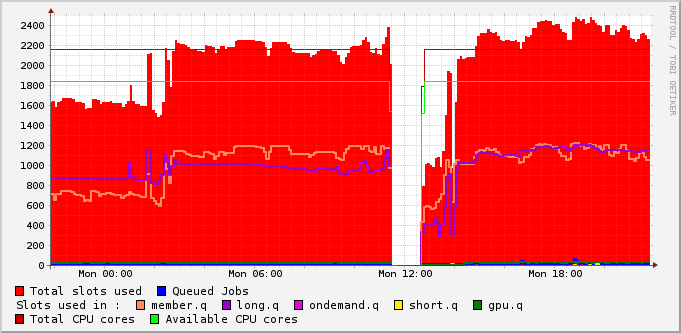 RRDTOOL / TOBI OETIKER
2400
2200
2000
1800
1600
1400
1200
1000
800
600
400
200
0
Mon 00:00 Mon 06:00 Mon 12:00 Mon 18:00
Total slots used Queued Jobs
Slots used in : member.q long.q ondemand.q short.q gpu.q
Total CPU cores Available CPU cores